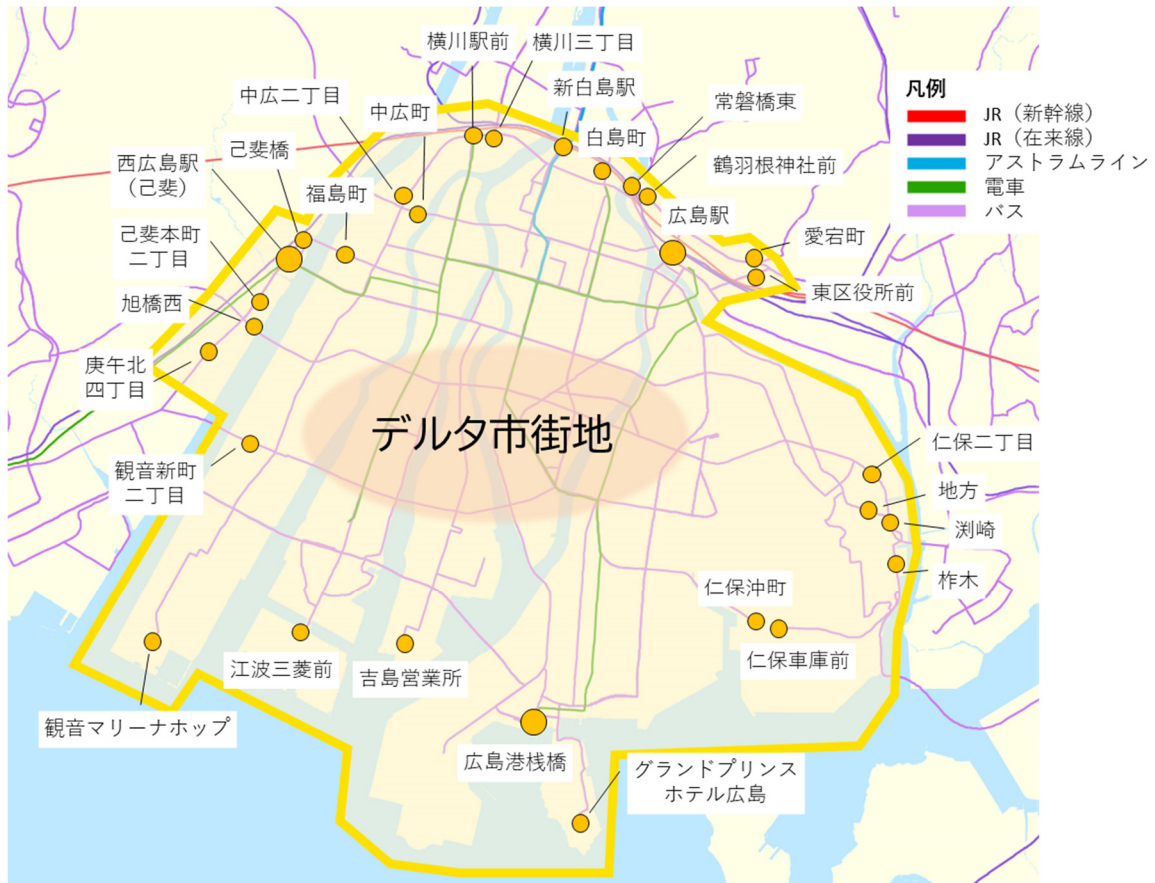 横川駅前
横川三丁目
新白島駅
中広二丁目
中広町
常磐橋東
白島町
己斐橋
西広島駅
（己斐）
福島町
鶴羽根神社前
広島駅
愛宕町
己斐本町
二丁目
東区役所前
旭橋西
庚午北
四丁目
凡例
JR（新幹線）
JR（在来線）
アストラムライン
電車
バス
デルタ市街地
仁保二丁目
観音新町
二丁目
地方
渕崎
柞木
仁保沖町
仁保車庫前
江波三菱前
吉島営業所
観音マリーナホップ
広島港桟橋
グランドプリンス
ホテル広島